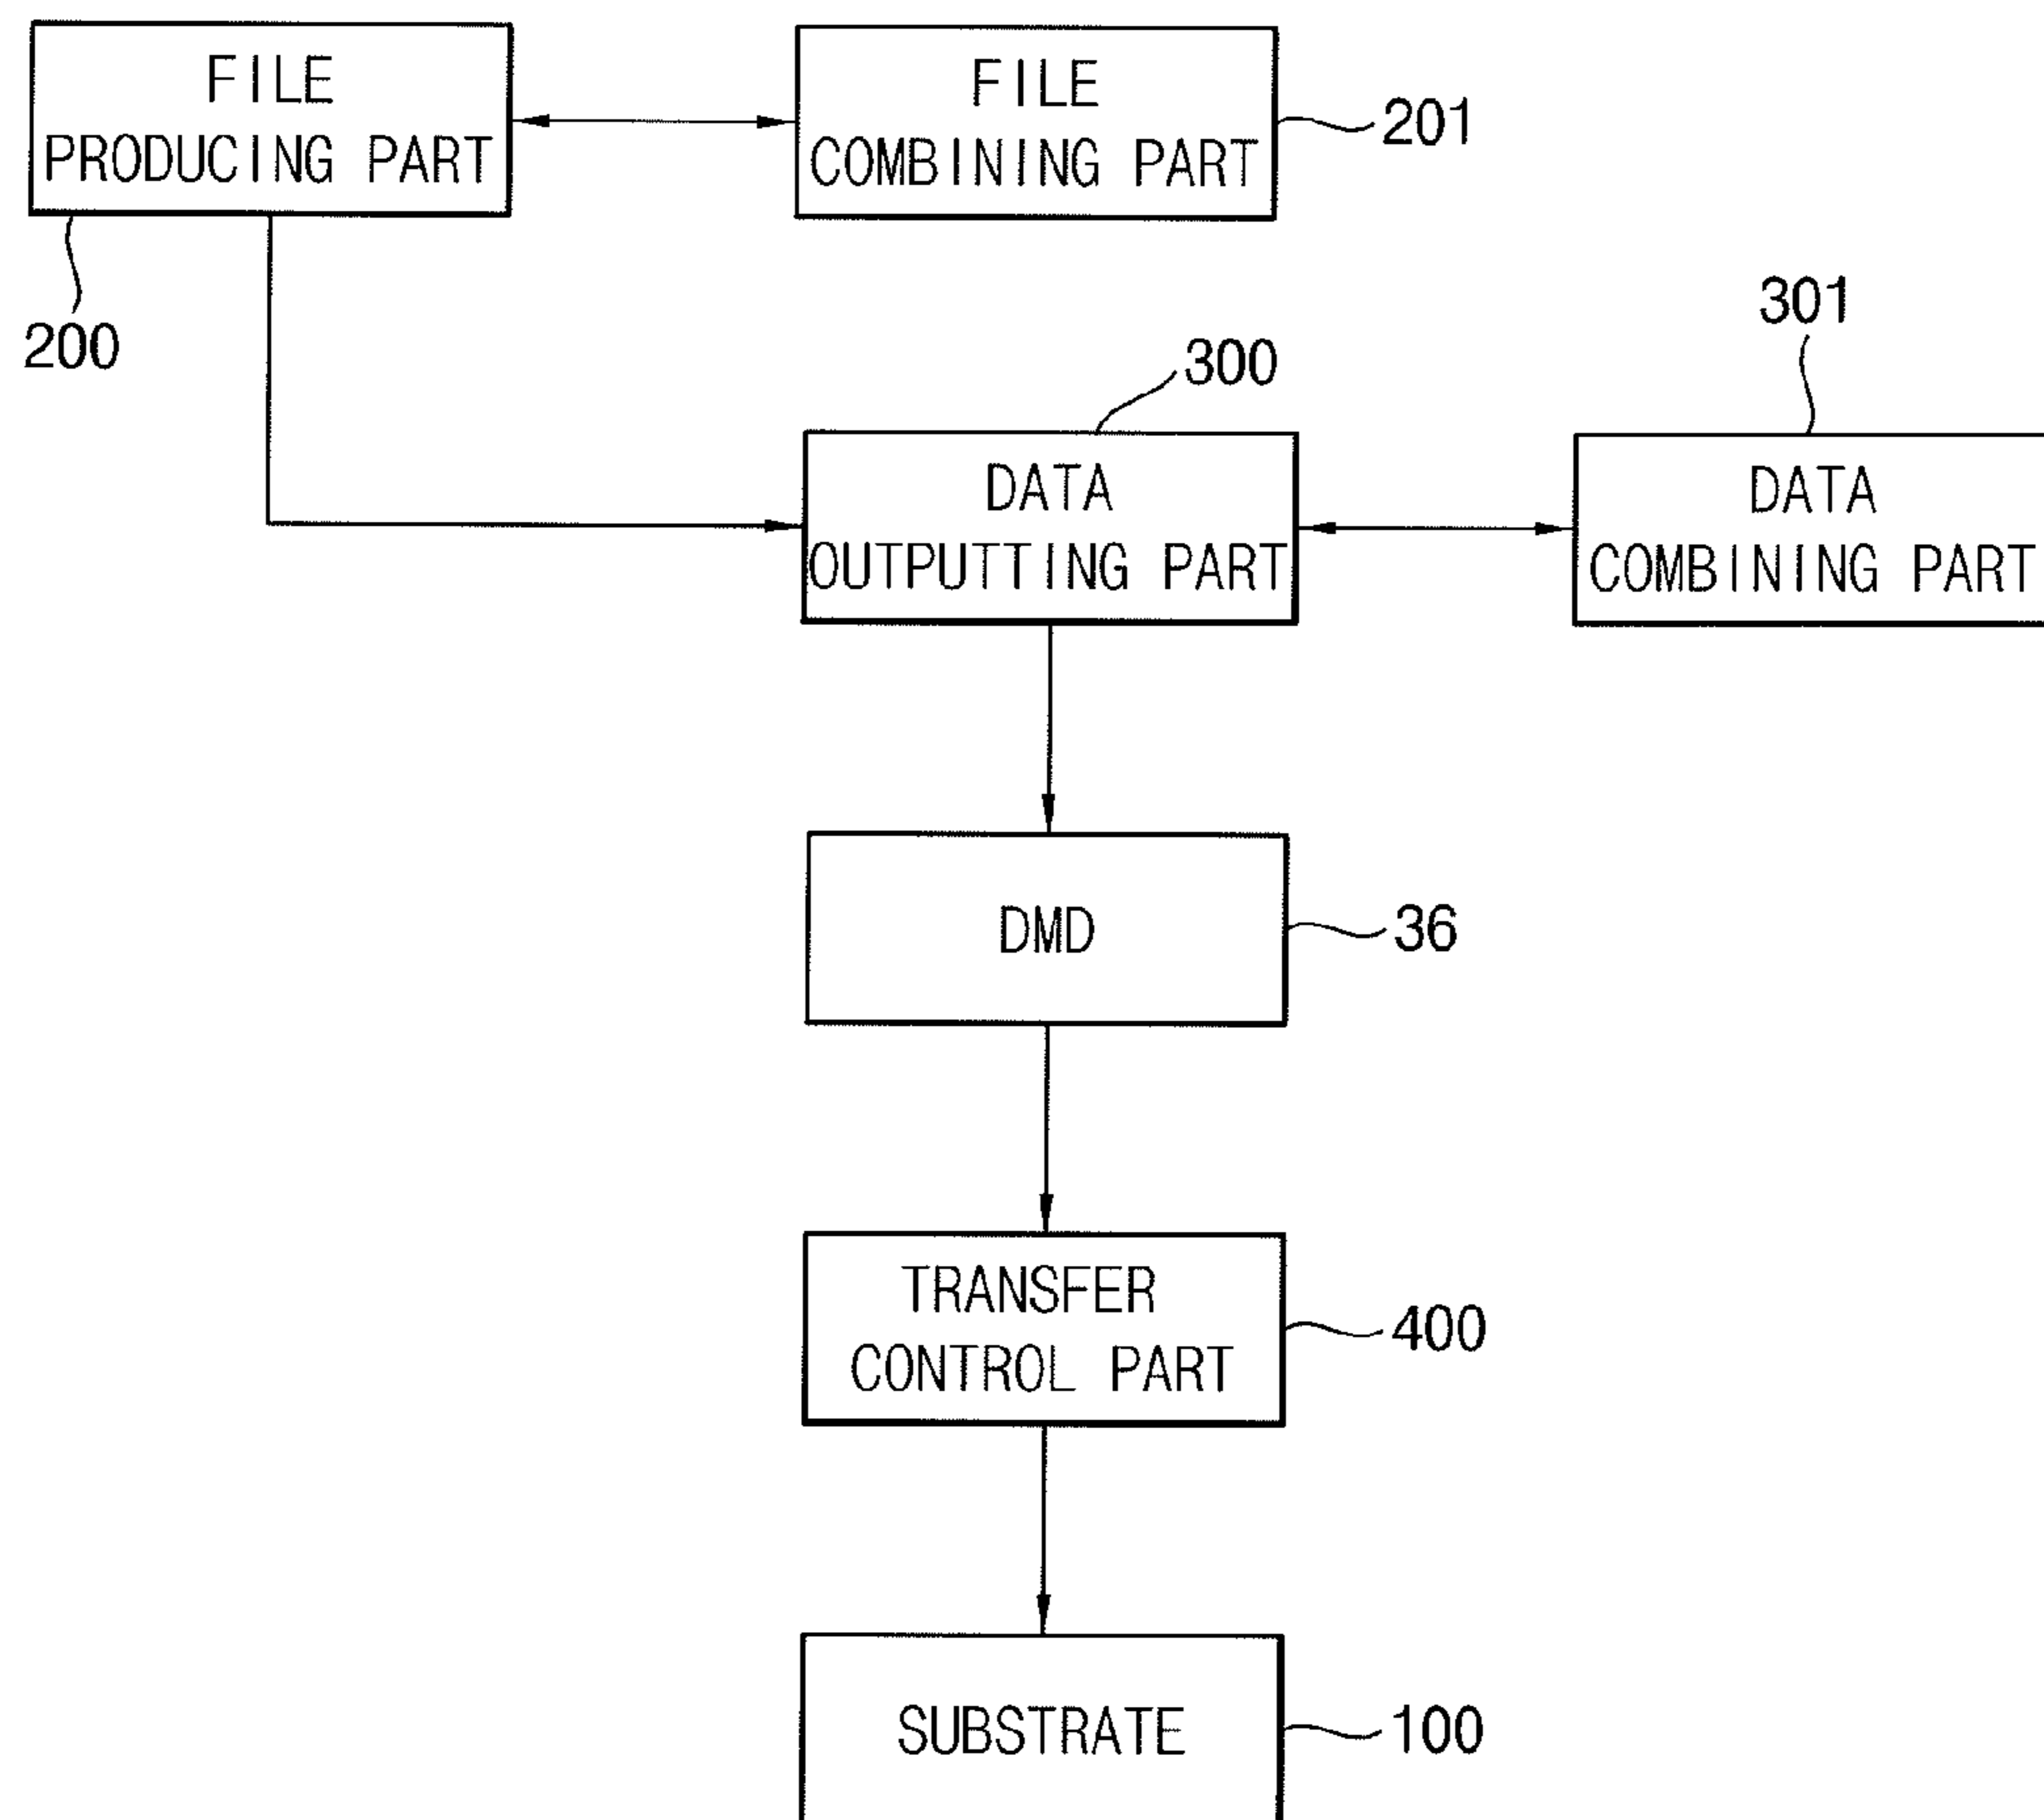 FILE
PRODUCING PART
FILE
COMBINING PART
201
200
301
300
DATA
OUTPUTTING PART
DATA
COMBINING PART
DMD
36
TRANSFER
CONTROL PART
400
SUBSTRATE
100